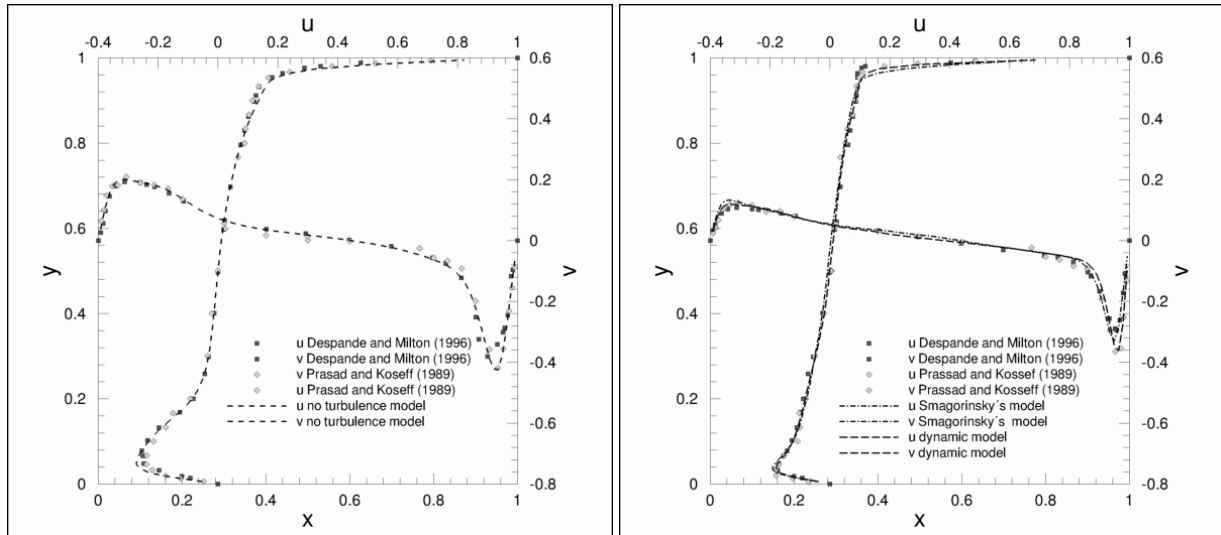 u
-0.4 -0.2 0 0.2 0.4 0.6 0.8 1
1 0.8 0.6 0.4 0.2 0
y
0.6 0.4 0.2 0 -0.2 -0.4 -0.6 -0.8
v
u Despande and Milton (1996)
v Despande and Milton (1996)
v Prasad and Koseff (1989)
u Prasad and Koseff (1989)
u no turbulence model
v no turbulence model
0 0.2 0.4 0.6 0.8 1
x
u
-0.4 -0.2 0 0.2 0.4 0.6 0.8 1
1 0.8 0.6 0.4 0.2 0
y
0.6 0.4 0.2 0 -0.2 -0.4 -0.6 -0.8
v
u Despande and Milton (1996)
v Despande and Milton (1996)
u Prassad and Kossef (1989)
v Prassad and Kosseff (1989)
u Smagorinsky´s model
v Smagorinsky´s model
u dynamic model
v dynamic model
0 0.2 0.4 0.6 0.8 1
x